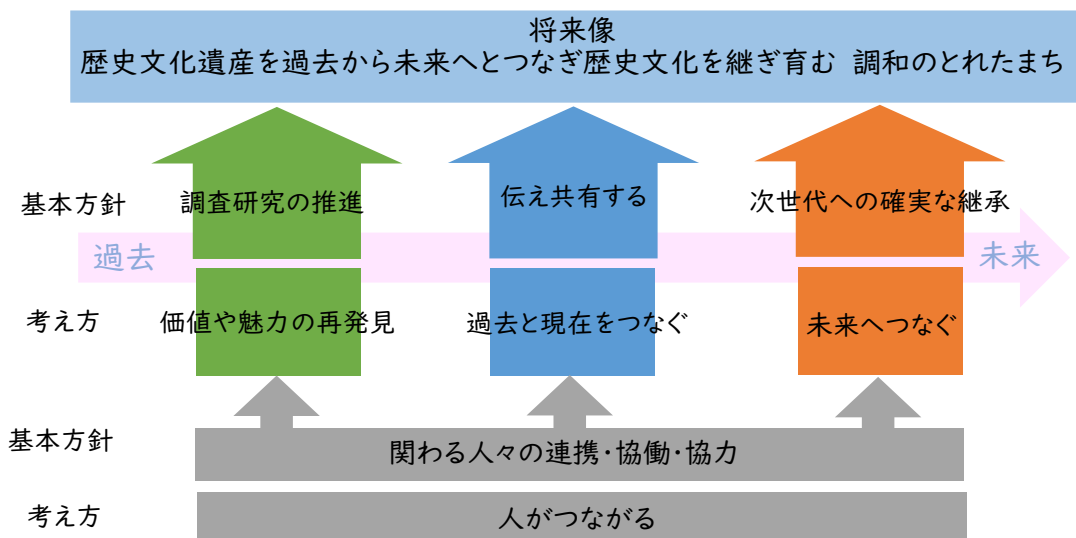 将来像
歴史文化遺産を過去から未来へとつなぎ歴史文化を継ぎ育む 調和のとれたまち
基本方針
調査研究の推進
伝え共有する
次世代への確実な継承
過去
未来
考え方
価値や魅力の再発見
過去と現在をつなぐ
未来へつなぐ
基本方針
関わる人々の連携・協働・協力
考え方
人がつながる